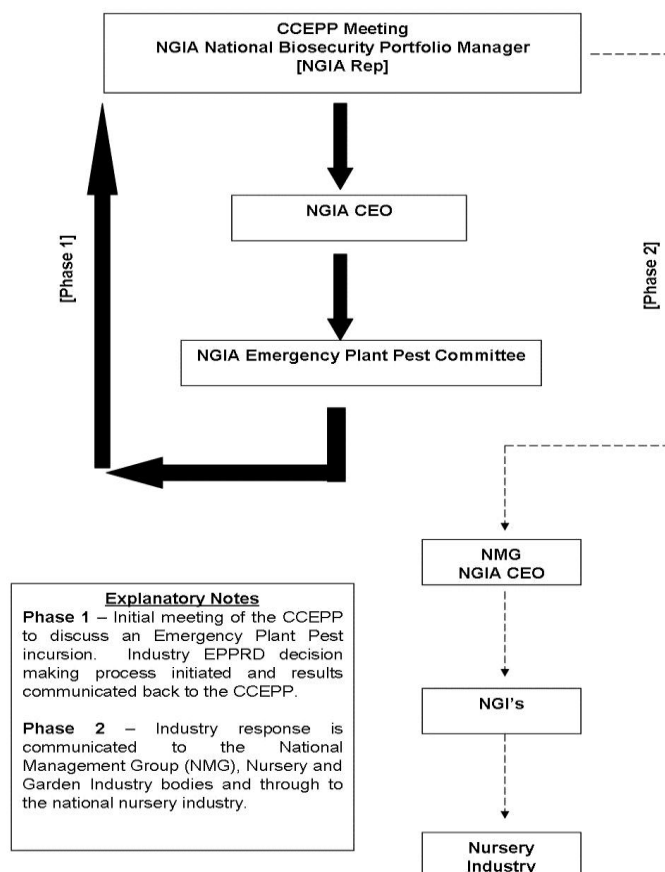 CCEPP Meeting
NGIA National Biosecurity Portfolio Manager
[NGIA Rep]
NGIA CEO
[Phase 1]
[Phase 2]
NGIA Emergency Plant Pest Committee
NMG
NGIA CEO
Explanatory Notes
Phase 1 – Initial meeting of the CCEPP
to discuss an Emergency Plant Pest
incursion. Industry EPPRD decision
making process initiated and results
communicated back to the CCEPP.
Phase 2 – Industry response is
communicated to the National
Management Group (NMG), Nursery and
Garden Industry bodies and through to
the national nursery industry.
NGI's
Nursery
Industry